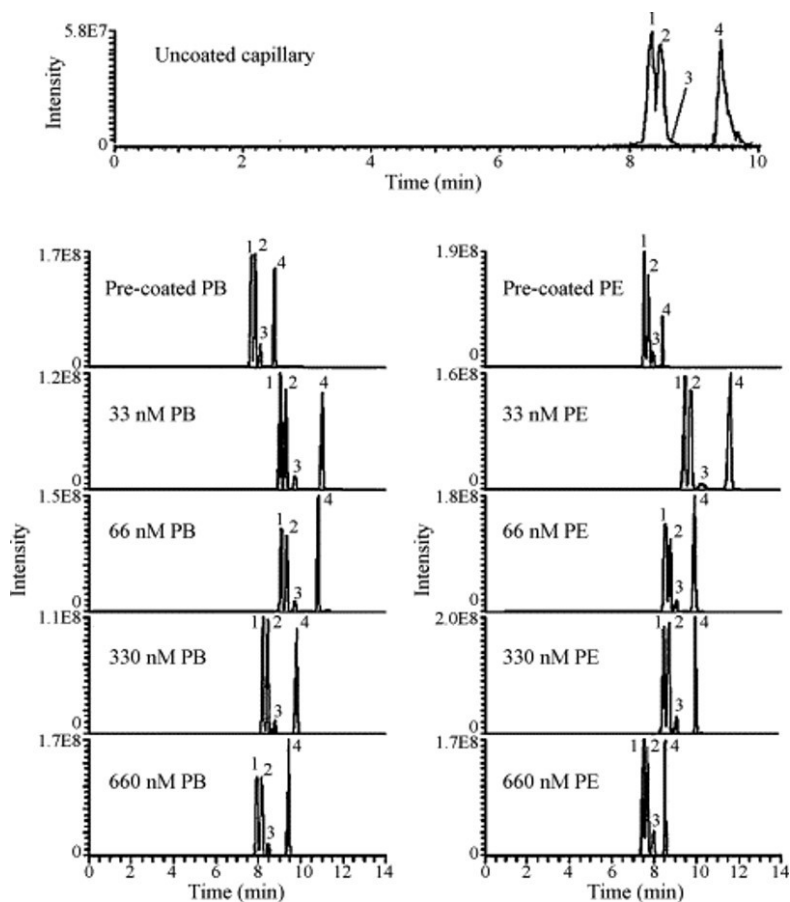 5.8E7
Uncoated capillary
1
2
3
4
Intensity
0
0 2 4 6 8 10
Time (min)
1.7E8
Pre-coated PB
1 2
3
4
0
1.2E8
33 nM PB
1 2
3
4
0
1.5E8
66 nM PB
1 2
3
4
0
1.1E8
330 nM PB
1 2
3
4
0
1.7E8
660 nM PB
1 2
3
4
0
Intensity
0 2 4 6 8 10 12 14
Time (min)
1.9E8
Pre-coated PE
1
2
3
4
0
1.6E8
33 nM PE
1 2
3
4
0
1.8E8
66 nM PE
1
2
3
4
0
2.0E8
330 nM PE
1 2
3
4
0
1.7E8
660 nM PE
1 2 4
3
0
Intensity
0 2 4 6 8 10 12 14
Time (min)